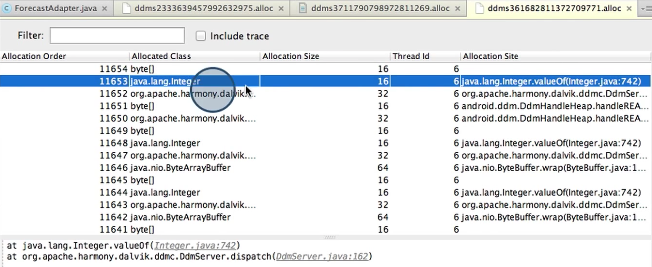 ForecastAdapter.java ddms2333639457992632975.alloc ddms3711790798972811269.alloc ddms361682811372709771.alloc
Filter: Include trace
Allocation Order Allocated Class Allocation Size Thread Id Allocation Site
11654 byte[] 16 6
11653 java.lang.Integer 16 6 java.lang.Integer.valueOf(Integer.java:742)
11652 org.apache.harmony.dalvik.... 32 6 org.apache.harmony.dalvik.ddmc.DdmSer...
11651 byte[] 16 6 android.ddm.DdmHandleHeap.handleREA...
11650 org.apache.harmony.dalvik.... 32 6 android.ddm.DdmHandleHeap.handleREA...
11649 byte[] 16 6
11648 java.lang.Integer 16 6 java.lang.Integer.valueOf(Integer.java:742)
11647 org.apache.harmony.dalvik.... 32 6 org.apache.harmony.dalvik.ddmc.DdmSer...
11646 java.nio.ByteArrayBuffer 64 6 java.nio.ByteBuffer.wrap(ByteBuffer.java:1...
11644 java.lang.Integer 16 6 java.lang.Integer.valueOf(Integer.java:742)
11643 org.apache.harmony.dalvik.... 32 6 org.apache.harmony.dalvik.ddmc.DdmSer...
11642 java.nio.ByteArrayBuffer 64 6 java.nio.ByteBuffer.wrap(ByteBuffer.java:1...
11641 byte[] 16 6
at java.lang.Integer.valueOf(Integer.java:742)
at org.apache.harmony.dalvik.ddmc.DdmServer.dispatch(DdmServer.java:162)